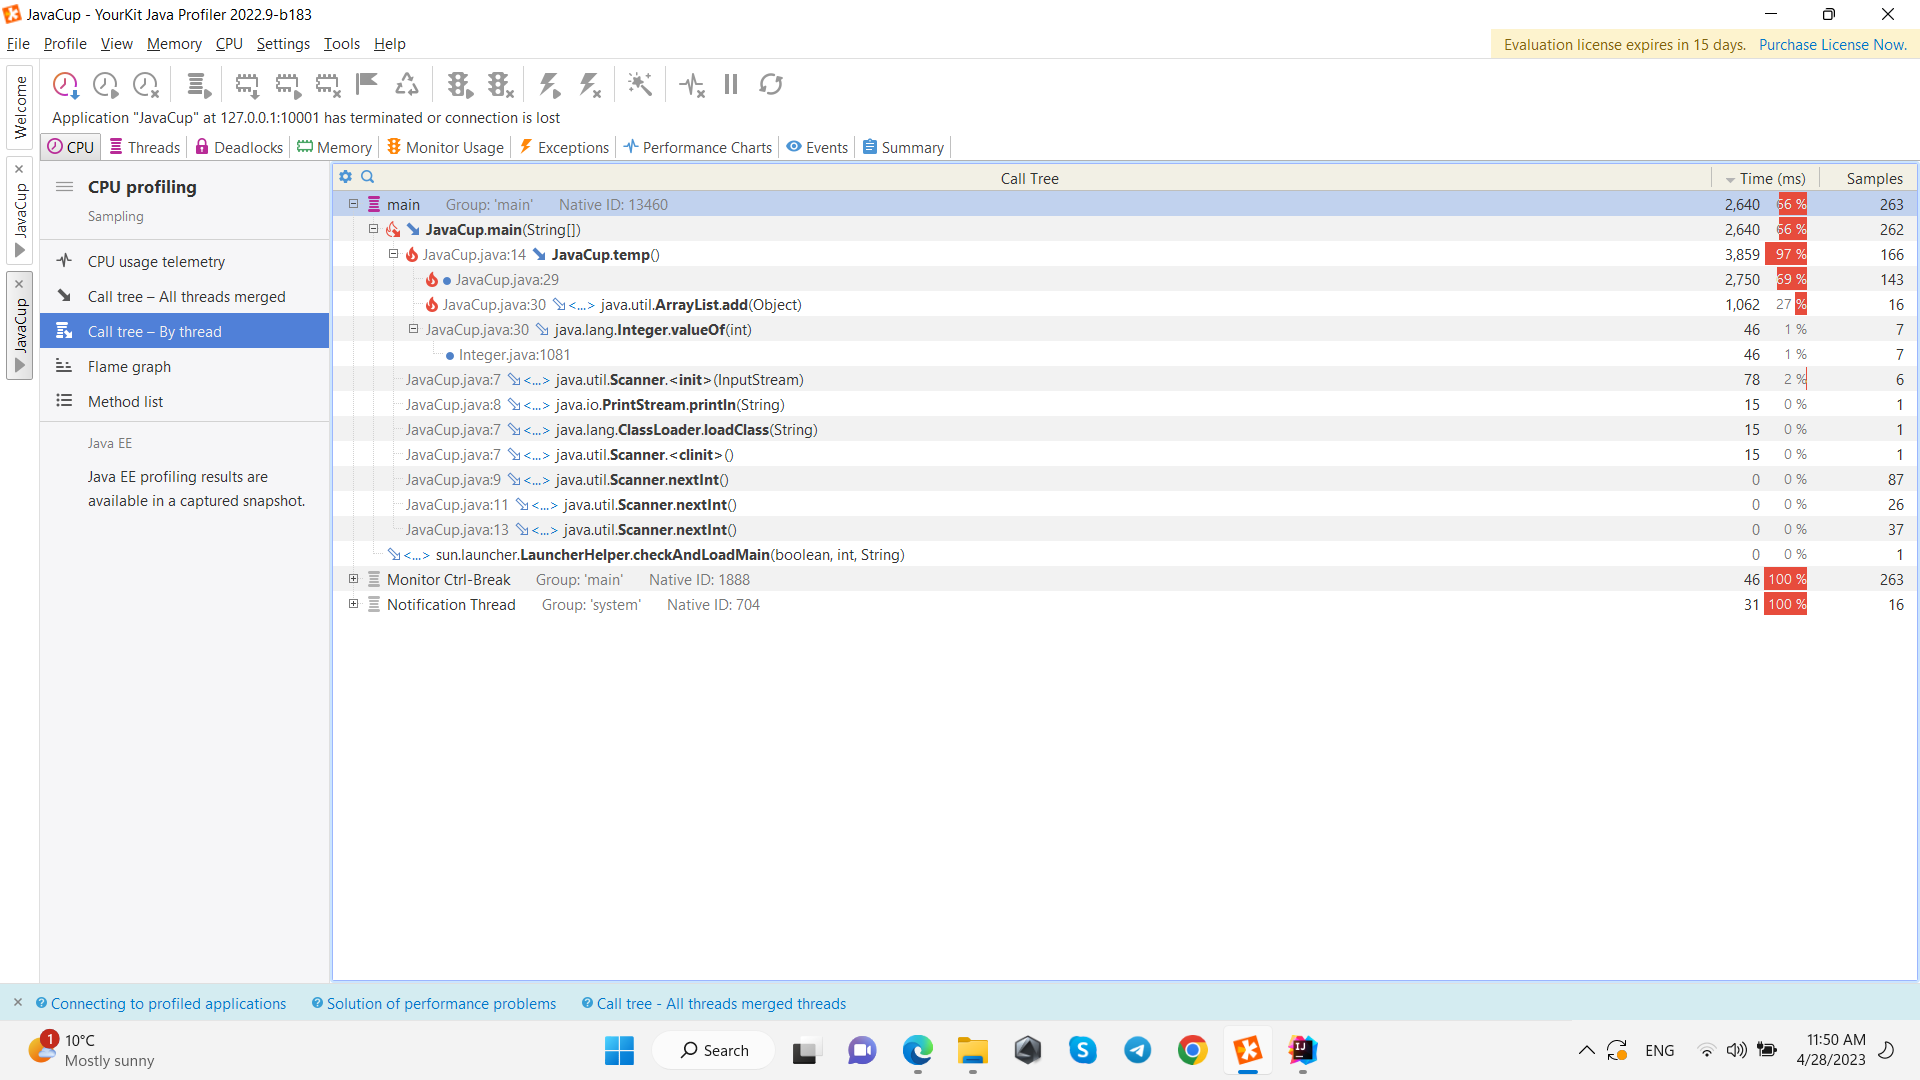 JavaCup - YourKit Java Profiler 2022.9-b183
File Profile View Memory CPU Settings Tools Help
Evaluation license expires in 15 days. Purchase License Now.
Application "JavaCup" at 127.0.0.1:10001 has terminated or connection is lost
Welcome
JavaCup
JavaCup
CPU Threads Deadlocks Memory Monitor Usage Exceptions Performance Charts Events Summary
CPU profiling
Sampling
CPU usage telemetry
Call tree – All threads merged
Call tree – By thread
Flame graph
Method list
Java EE
Java EE profiling results are
available in a captured snapshot.
Call Tree Time (ms) Samples
main Group: 'main' Native ID: 13460 2,640 66 % 263
JavaCup.main(String[]) 2,640 66 % 262
JavaCup.java:14 JavaCup.temp() 3,859 97 % 166
JavaCup.java:29 2,750 69 % 143
JavaCup.java:30 <...> java.util.ArrayList.add(Object) 1,062 27 % 16
JavaCup.java:30 java.lang.Integer.valueOf(int) 46 1 % 7
Integer.java:1081 46 1 % 7
JavaCup.java:7 <...> java.util.Scanner.<init>(InputStream) 78 2 % 6
JavaCup.java:8 <...> java.io.PrintStream.println(String) 15 0 % 1
JavaCup.java:7 <...> java.lang.ClassLoader.loadClass(String) 15 0 % 1
JavaCup.java:7 <...> java.util.Scanner.<clinit>() 15 0 % 1
JavaCup.java:9 <...> java.util.Scanner.nextInt() 0 0 % 87
JavaCup.java:11 <...> java.util.Scanner.nextInt() 0 0 % 26
JavaCup.java:13 <...> java.util.Scanner.nextInt() 0 0 % 37
<...> sun.launcher.LauncherHelper.checkAndLoadMain(boolean, int, String) 0 0 % 1
Monitor Ctrl-Break Group: 'main' Native ID: 1888 46 100 % 263
Notification Thread Group: 'system' Native ID: 704 31 100 % 16
Connecting to profiled applications Solution of performance problems Call tree - All threads merged threads
1
10°C
Mostly sunny
Search
ENG
11:50 AM
4/28/2023